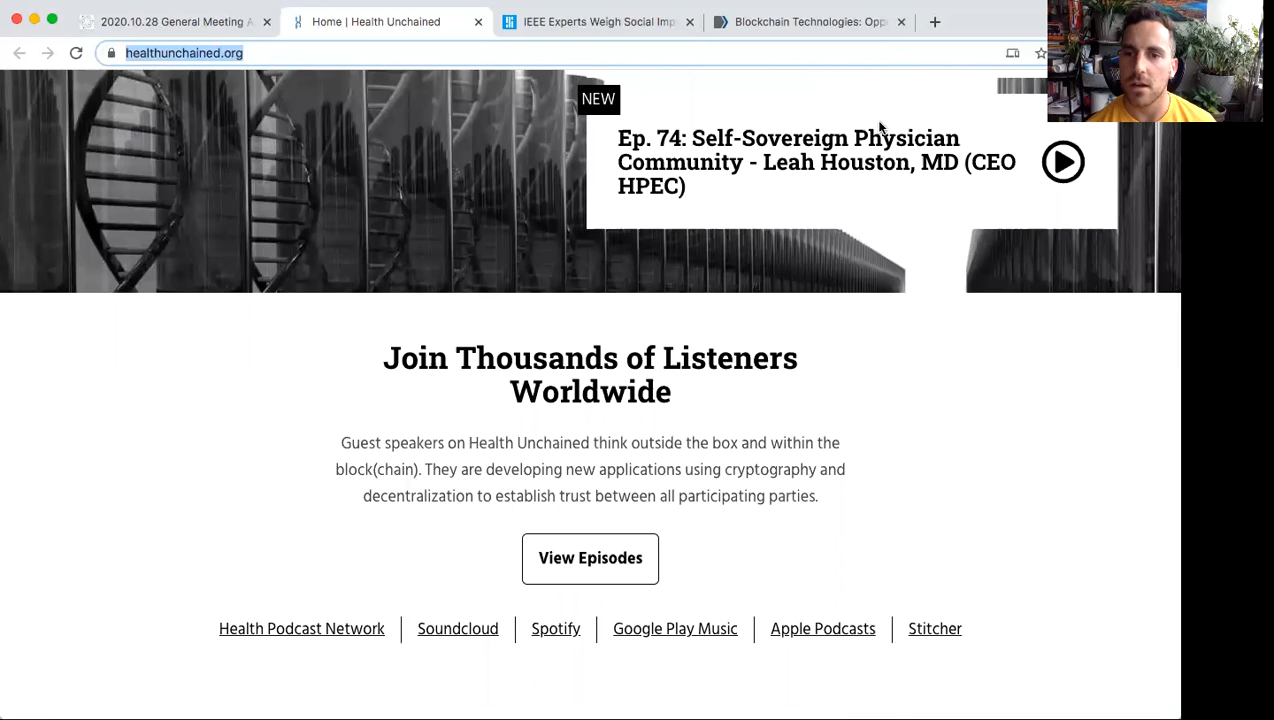 2020.10.28 General Meeting A
Home | Health Unchained
IEEE Experts Weigh Social Imp
Blockchain Technologies: Opp
healthunchained.org
NEW
Ep. 74: Self-Sovereign Physician
Community - Leah Houston, MD (CEO
HPEC)
Join Thousands of Listeners
Worldwide
Guest speakers on Health Unchained think outside the box and within the
block(chain). They are developing new applications using cryptography and
decentralization to establish trust between all participating parties.
View Episodes
Health Podcast Network
Soundcloud
Spotify
Google Play Music
Apple Podcasts
Stitcher